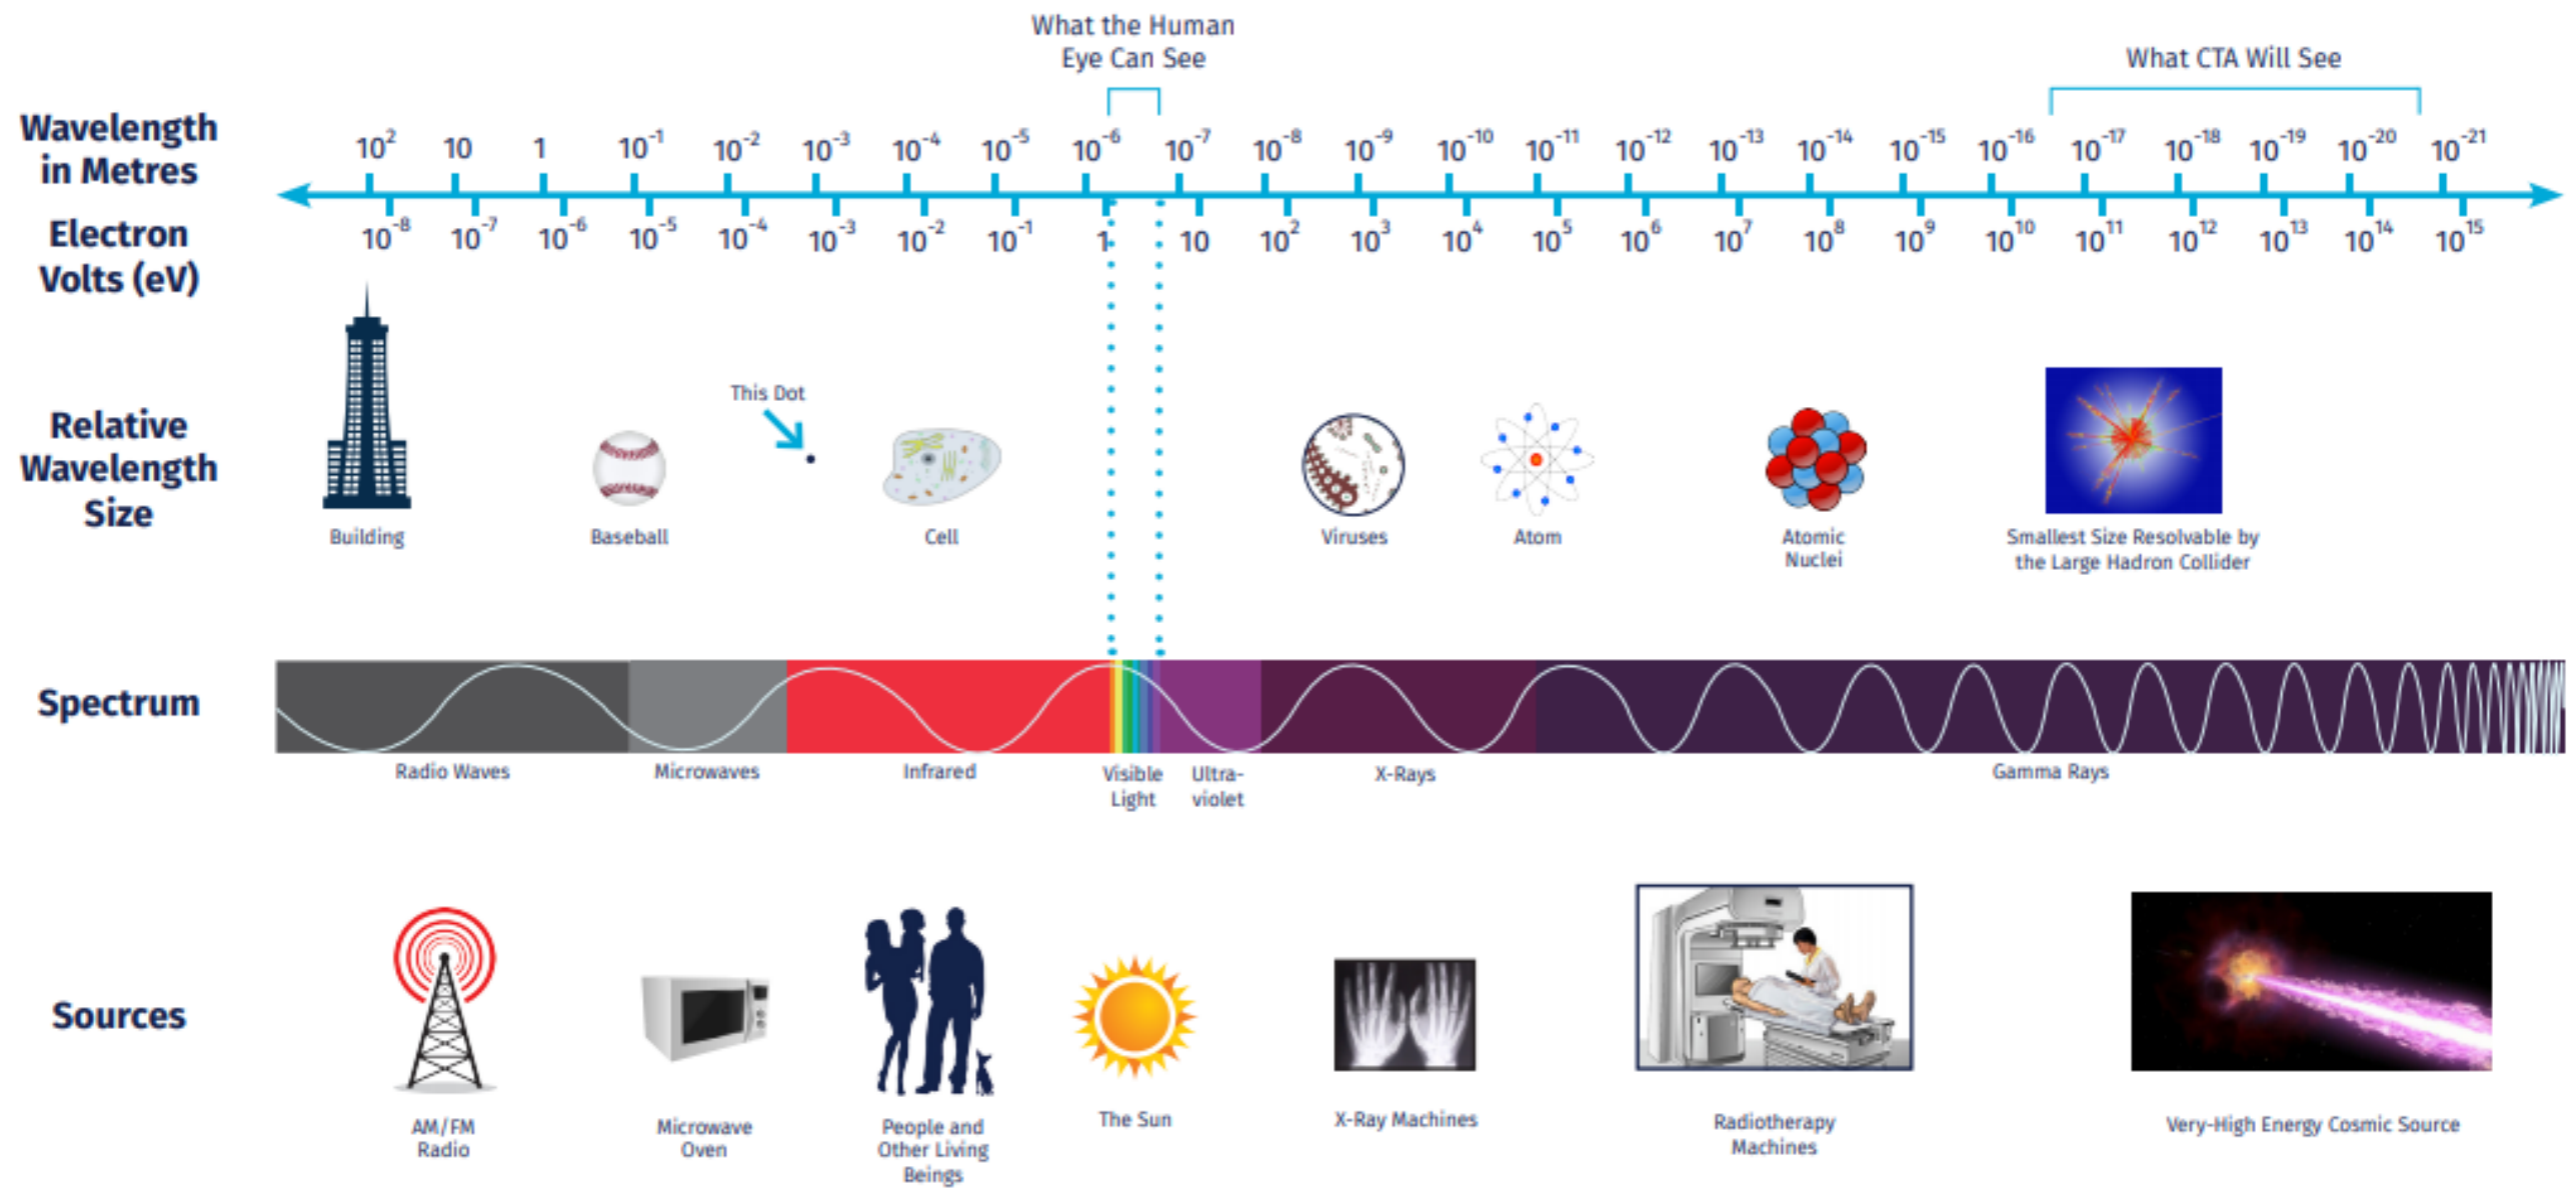 What the Human
Eye Can See
What CTA Will See
Wavelength
in Metres
10² 10 1 10⁻¹ 10⁻² 10⁻³ 10⁻⁴ 10⁻⁵ 10⁻⁶ 10⁻⁷ 10⁻⁸ 10⁻⁹ 10⁻¹⁰ 10⁻¹¹ 10⁻¹² 10⁻¹³ 10⁻¹⁴ 10⁻¹⁵ 10⁻¹⁶ 10⁻¹⁷ 10⁻¹⁸ 10⁻¹⁹ 10⁻²⁰ 10⁻²¹
Electron
Volts (eV)
10⁻⁸ 10⁻⁷ 10⁻⁶ 10⁻⁵ 10⁻⁴ 10⁻³ 10⁻² 10⁻¹ 1 10 10² 10³ 10⁴ 10⁵ 10⁶ 10⁷ 10⁸ 10⁹ 10¹⁰ 10¹¹ 10¹² 10¹³ 10¹⁴ 10¹⁵
Relative
Wavelength
Size
This Dot
Building
Baseball
Cell
Viruses
Atom
Atomic
Nuclei
Smallest Size Resolvable by
the Large Hadron Collider
Spectrum
Radio Waves
Microwaves
Infrared
Visible
Light
Ultra-
violet
X-Rays
Gamma Rays
Sources
AM/FM
Radio
Microwave
Oven
People and
Other Living
Beings
The Sun
X-Ray Machines
Radiotherapy
Machines
Very-High Energy Cosmic Source